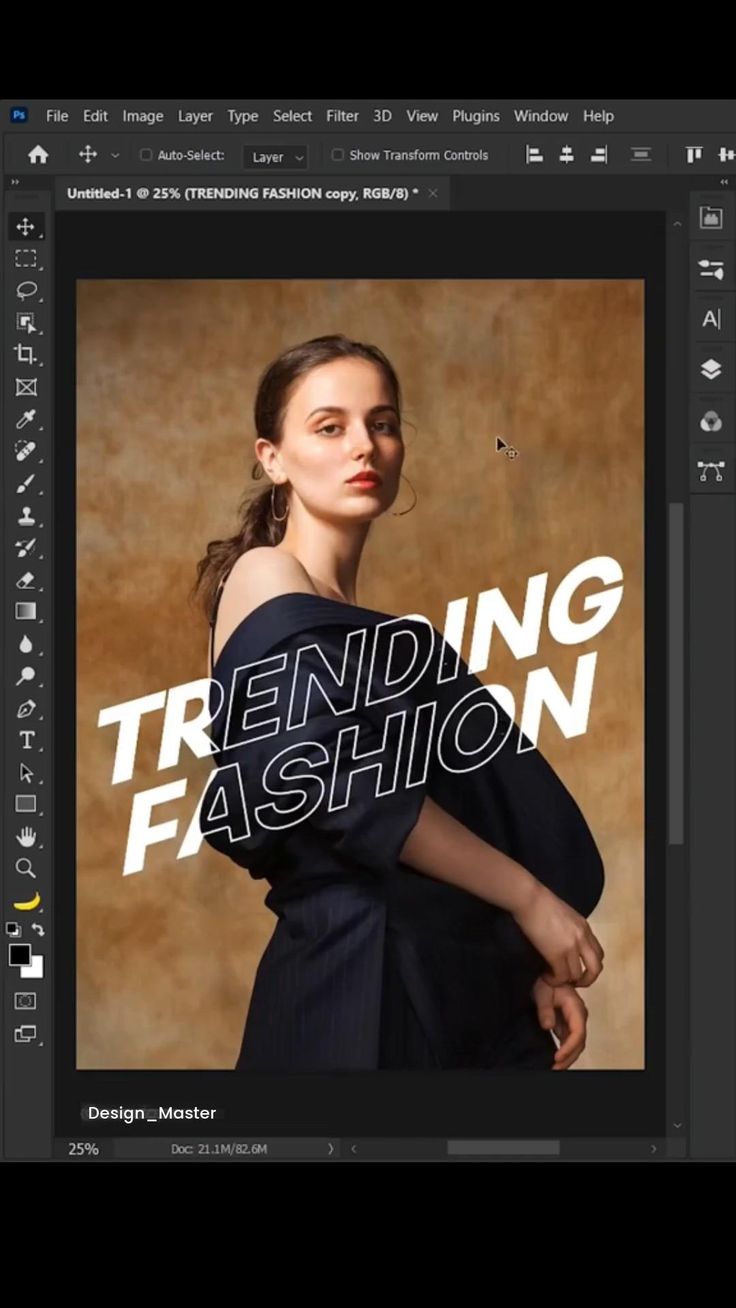 Ps File Edit Image Layer Type Select Filter 3D View Plugins Window Help
Auto-Select: Layer Show Transform Controls
Untitled-1 @ 25% (TRENDING FASHION copy, RGB/8) * ×
TRENDING
FASHION
Design_Master
25% Doc: 21.1M/82.6M